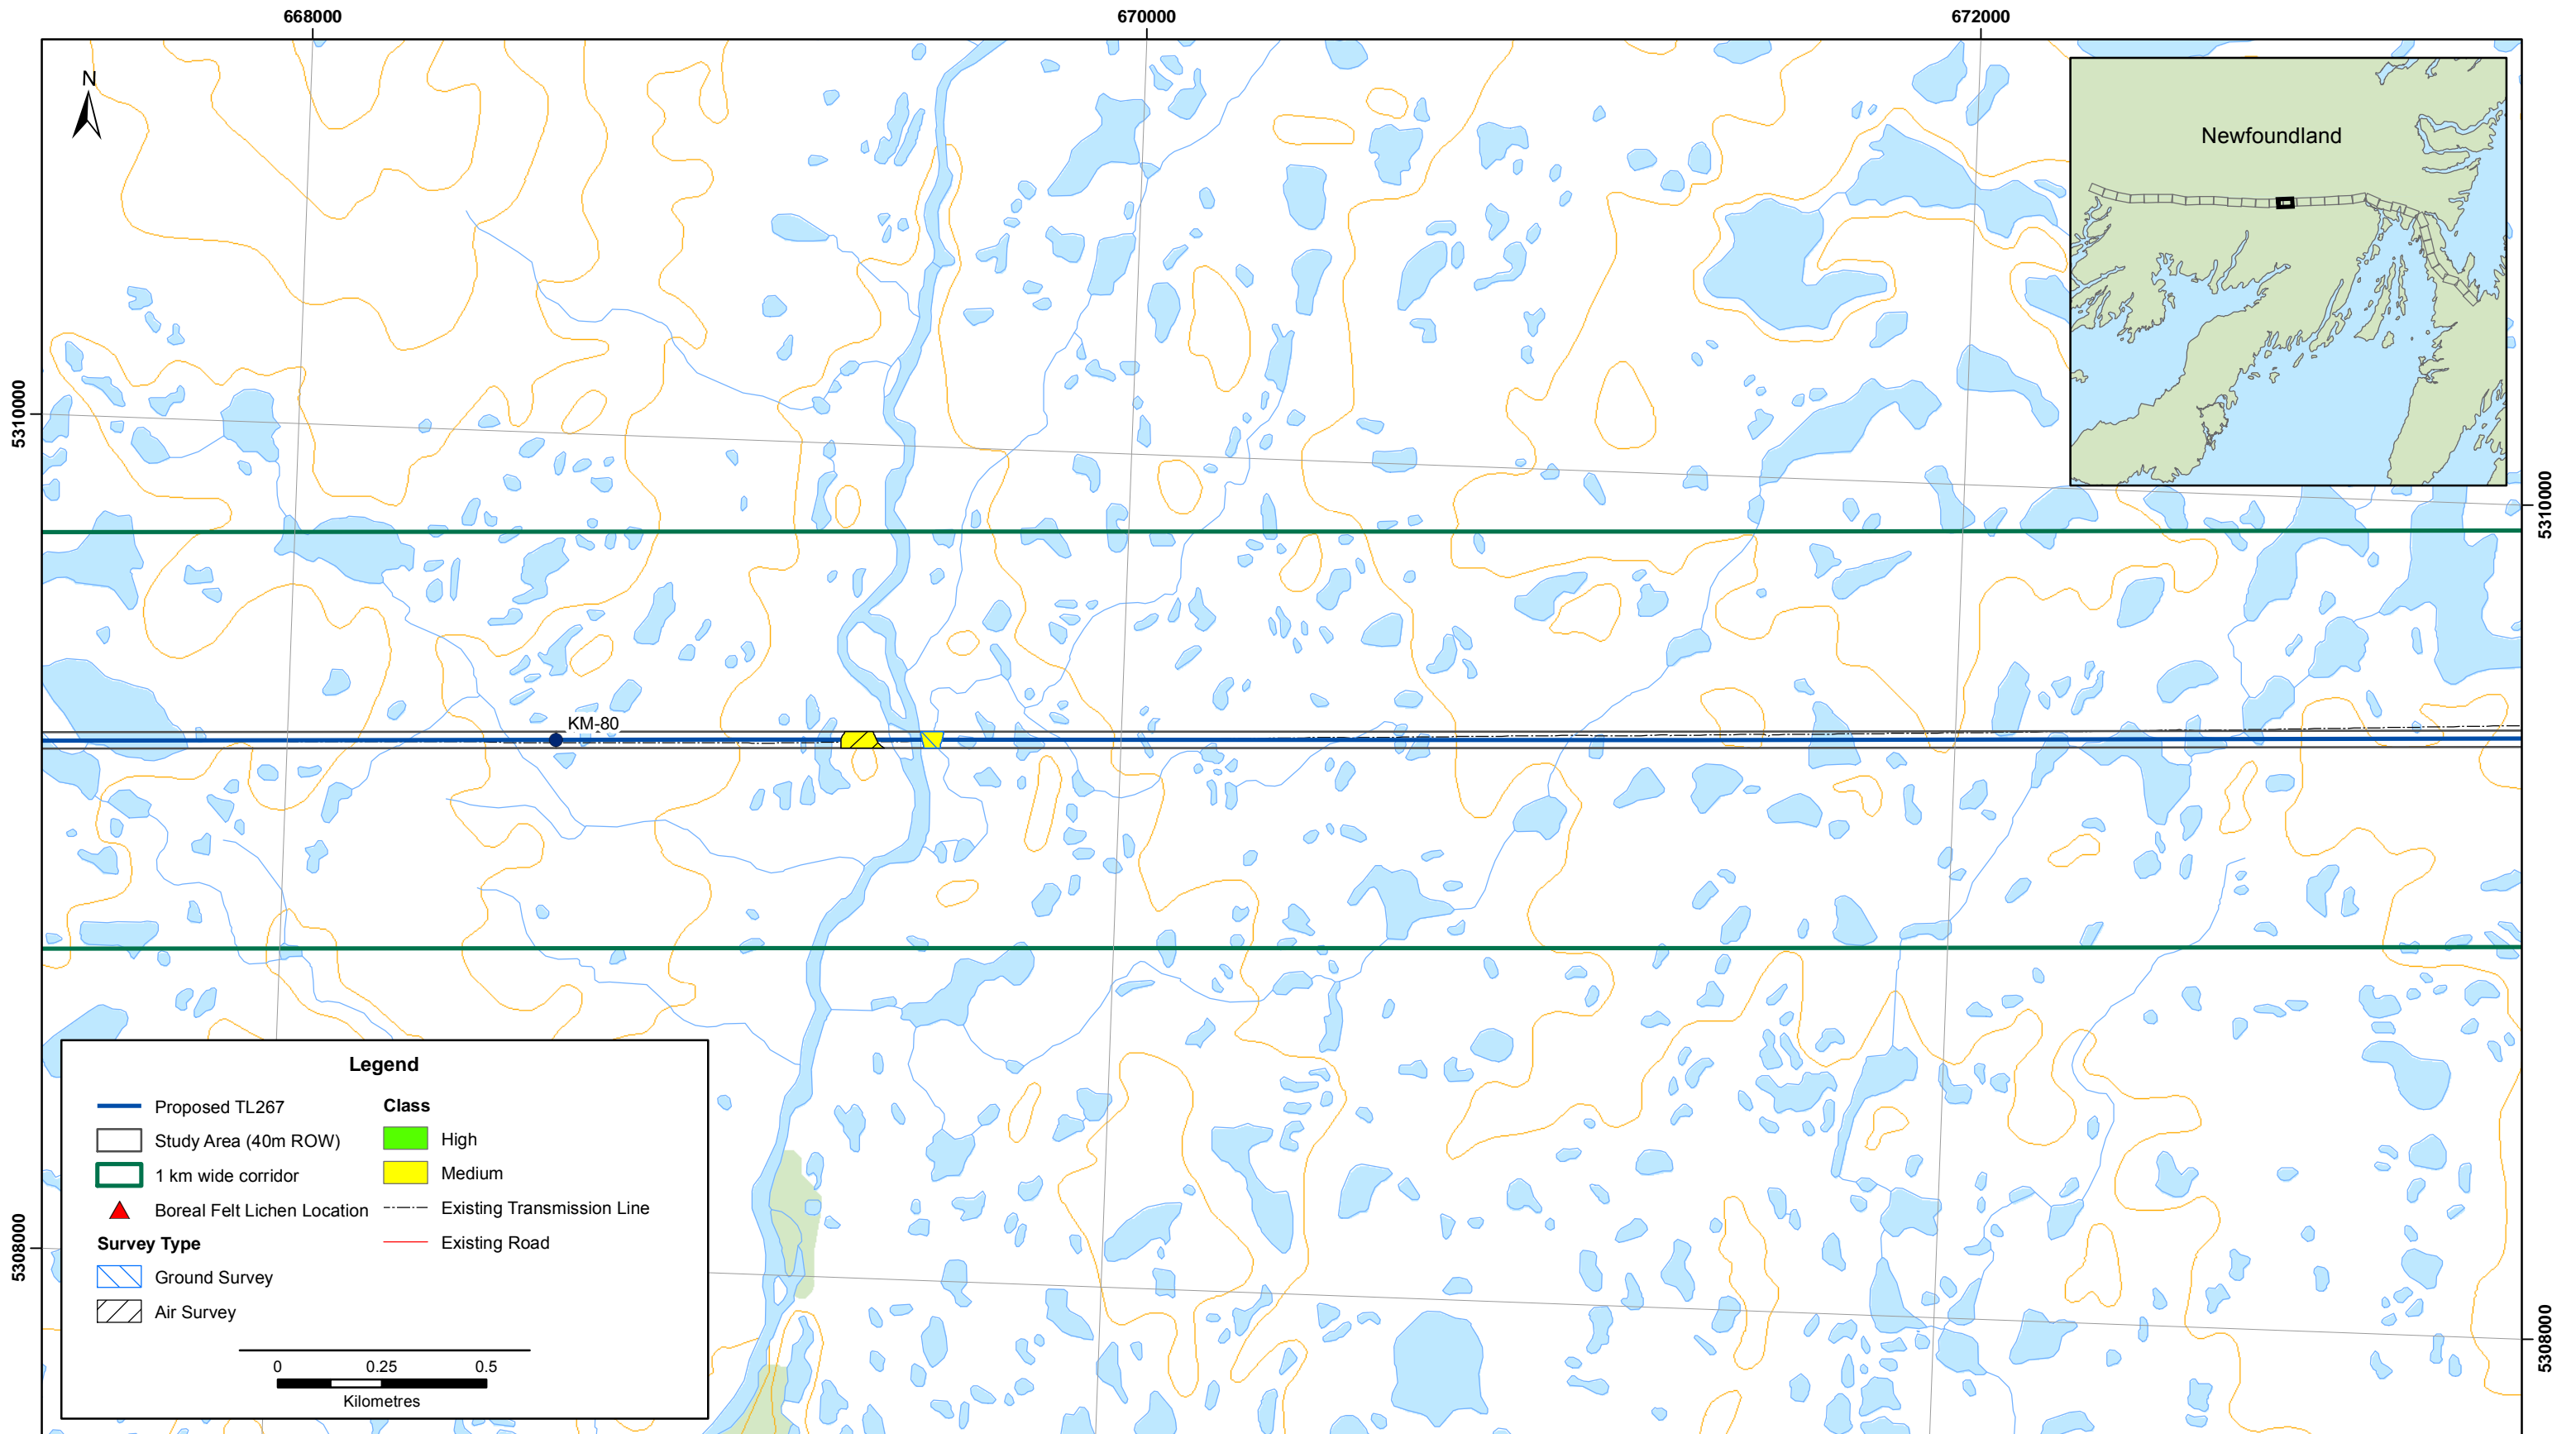 668000
670000
672000
N
Newfoundland
5310000
5310000
KM-80
Legend
Proposed TL267
Study Area (40m ROW)
1 km wide corridor
Boreal Felt Lichen Location
Survey Type
Ground Survey
Air Survey
Class
High
Medium
Existing Transmission Line
Existing Road
0 0.25 0.5
Kilometres
5308000
5308000